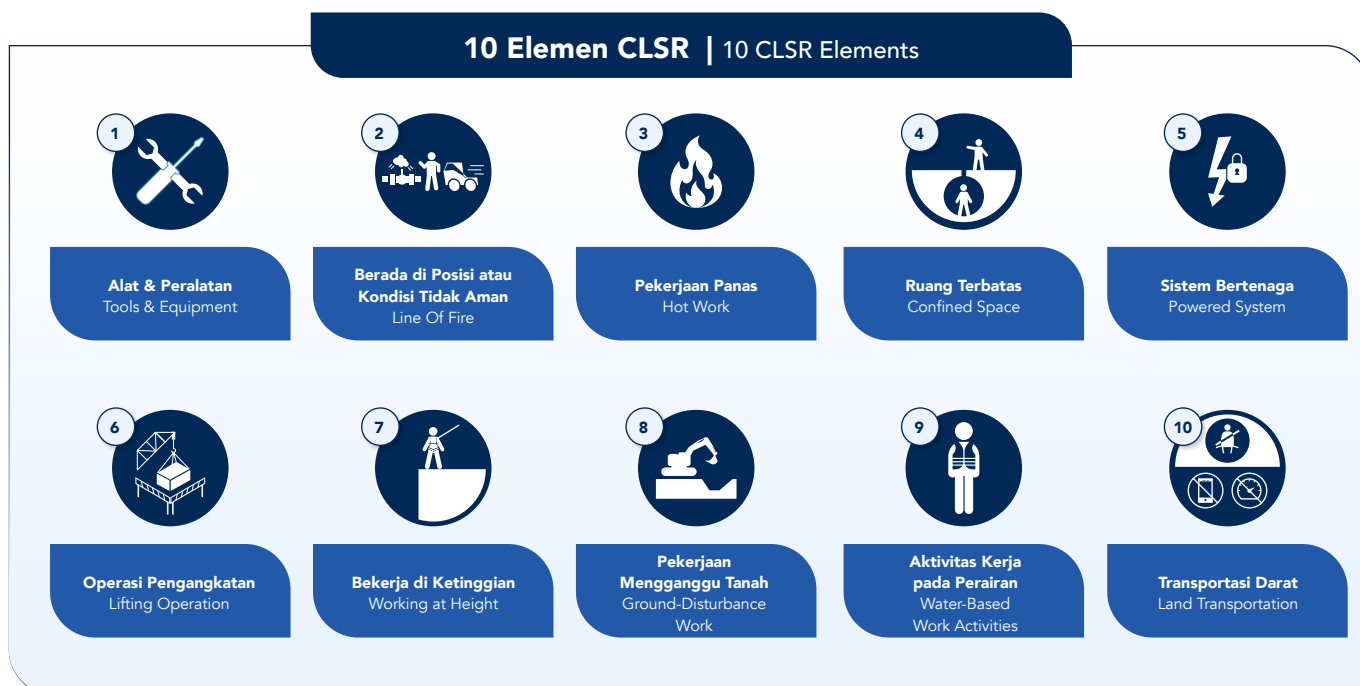 10 Elemen CLSR | 10 CLSR Elements
1
2
3
4
5
Alat & Peralatan
Tools & Equipment
Berada di Posisi atau
Kondisi Tidak Aman
Line Of Fire
Pekerjaan Panas
Hot Work
Ruang Terbatas
Confined Space
Sistem Bertenaga
Powered System
6
7
8
9
10
Operasi Pengangkatan
Lifting Operation
Bekerja di Ketinggian
Working at Height
Pekerjaan
Mengganggu Tanah
Ground-Disturbance
Work
Aktivitas Kerja
pada Perairan
Water-Based
Work Activities
Transportasi Darat
Land Transportation